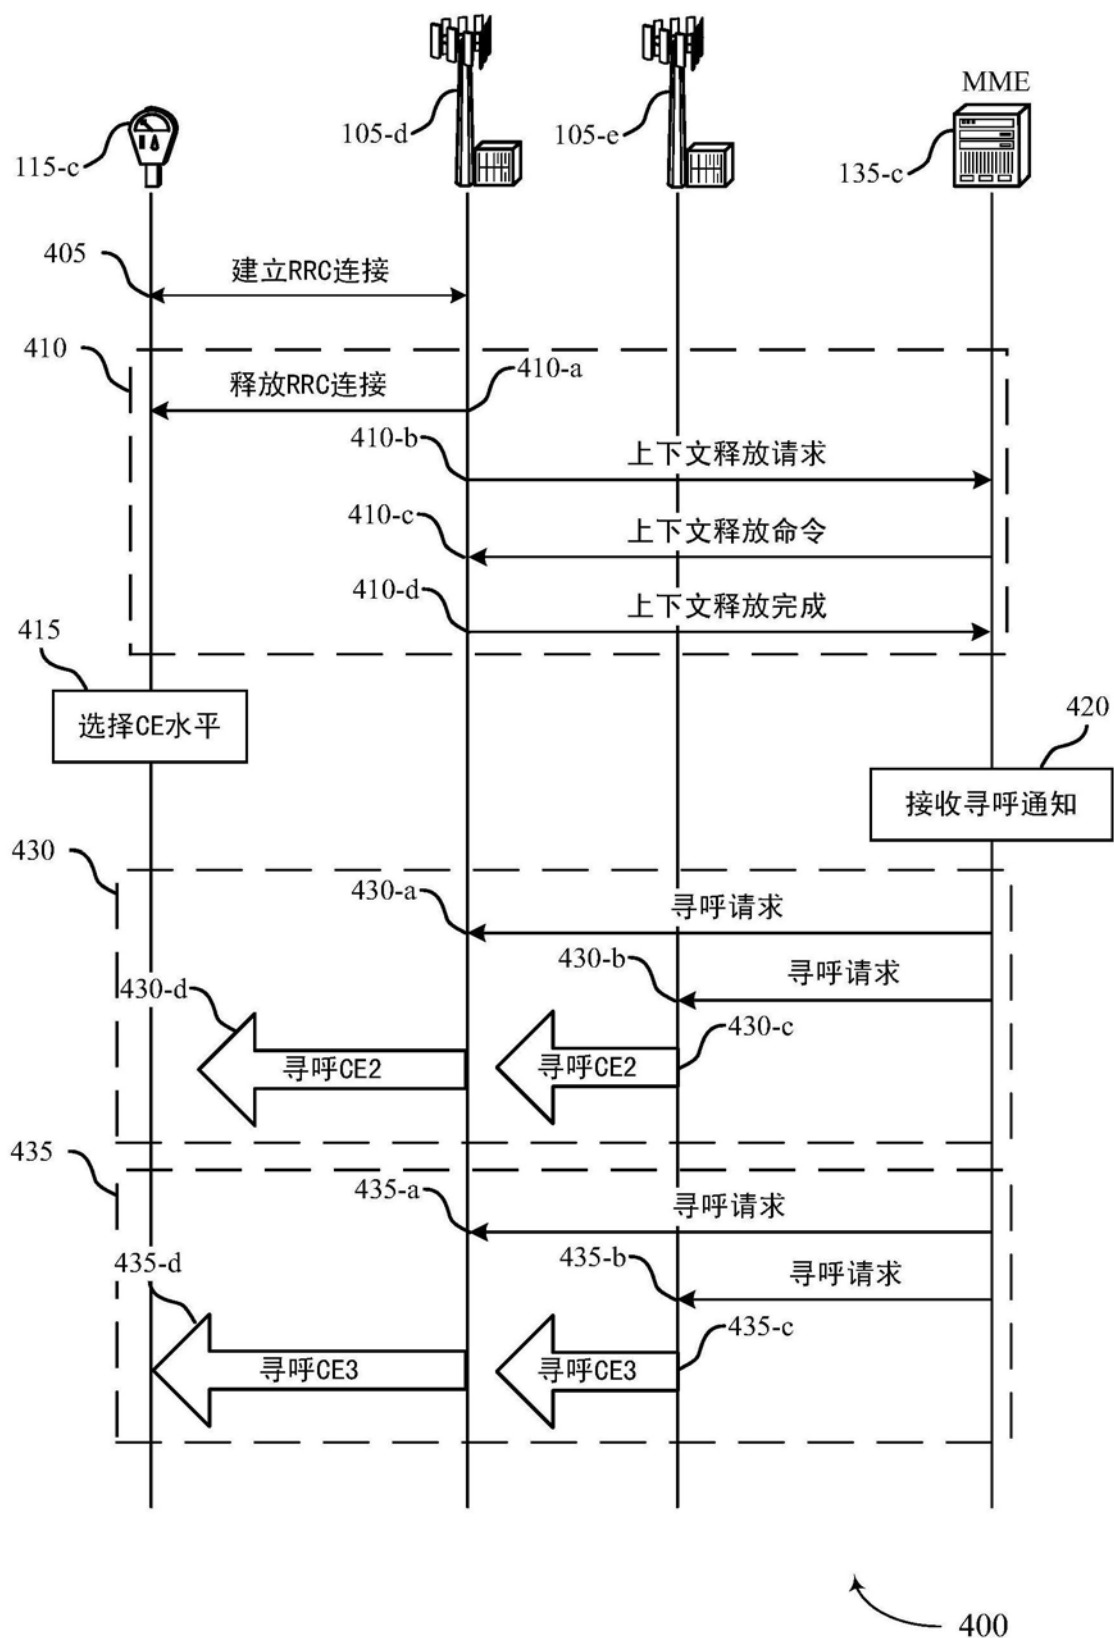 MME
105-d
105-e
115-c
135-c
405
建立RRC连接
410
释放RRC连接
410-a
410-b
上下文释放请求
410-c
上下文释放命令
410-d
上下文释放完成
415
选择CE水平
420
接收寻呼通知
430
430-a
寻呼请求
430-b
寻呼请求
430-d
430-c
寻呼CE2
寻呼CE2
435
435-a
寻呼请求
435-d
435-b
寻呼请求
435-c
寻呼CE3
寻呼CE3
400